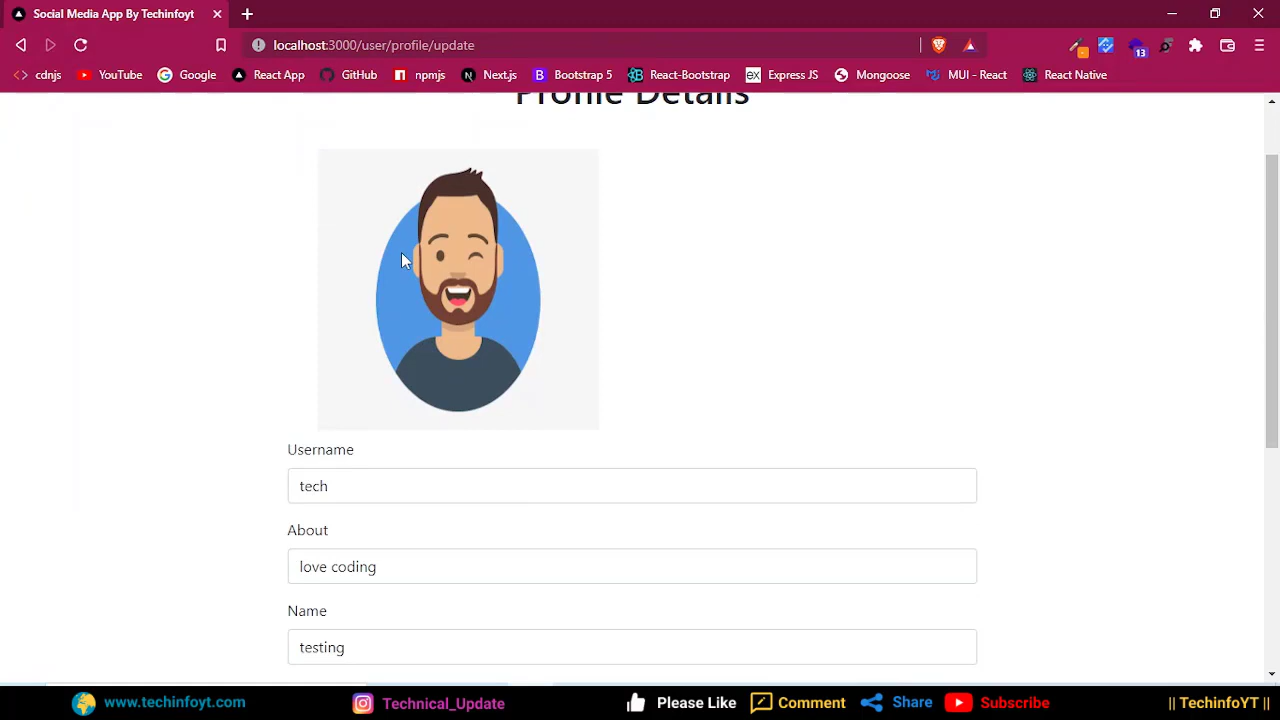 Social Media App By Techinfoyt
localhost:3000/user/profile/update
13
cdnjs YouTube Google React App GitHub npmjs Next.js Bootstrap 5 React-Bootstrap Express JS Mongoose MUI - React React Native
Profile Details
Username
tech
About
love coding
Name
testing
www.techinfoyt.com Technical_Update Please Like Comment Share Subscribe || TechinfoYT ||